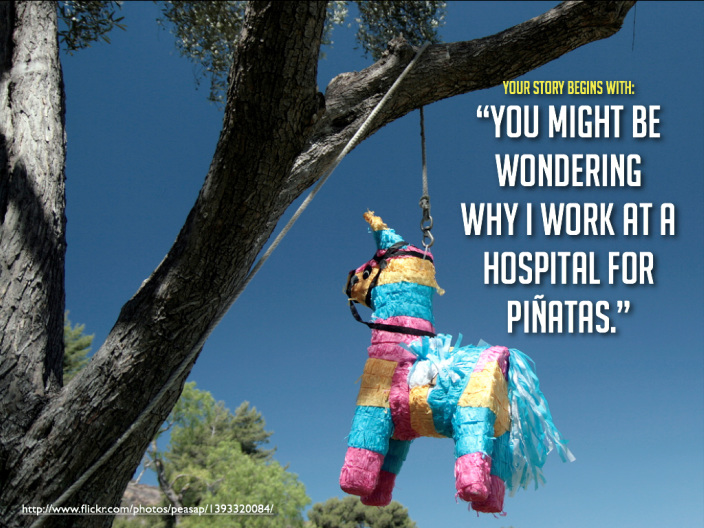 YOUR STORY BEGINS WITH:
“YOU MIGHT BE
WONDERING
WHY I WORK AT A
HOSPITAL FOR
PIÑATAS.”
http://www.flickr.com/photos/peasap/1393320084/